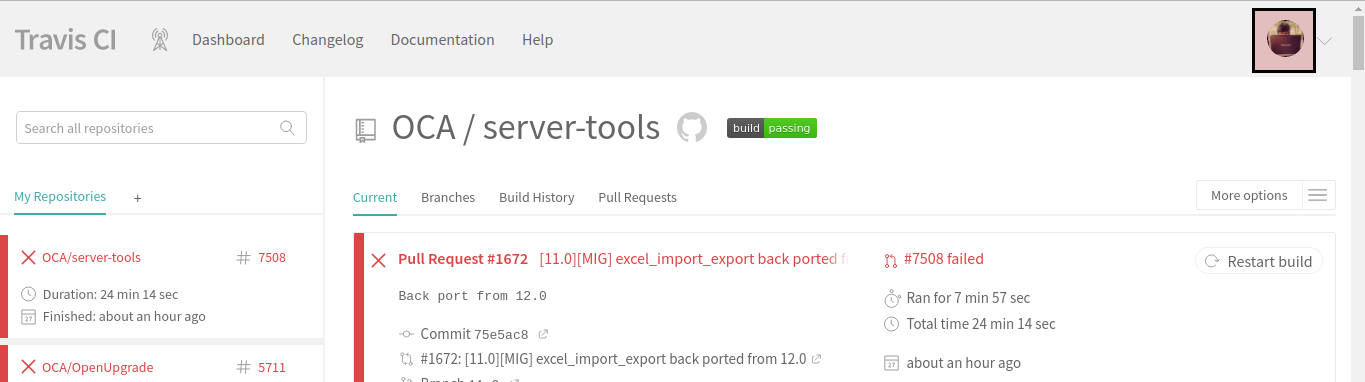 Travis CI Dashboard Changelog Documentation Help
Search all repositories
My Repositories +
OCA/server-tools # 7508
Duration: 24 min 14 sec
27 Finished: about an hour ago
OCA/OpenUpgrade # 5711
OCA / server-tools build passing
Current Branches Build History Pull Requests More options
Pull Request #1672 [11.0][MIG] excel_import_export back ported
Back port from 12.0
Commit 75e5ac8
#1672: [11.0][MIG] excel_import_export back ported from 12.0
#7508 failed
Ran for 7 min 57 sec
Total time 24 min 14 sec
27 about an hour ago
Restart build